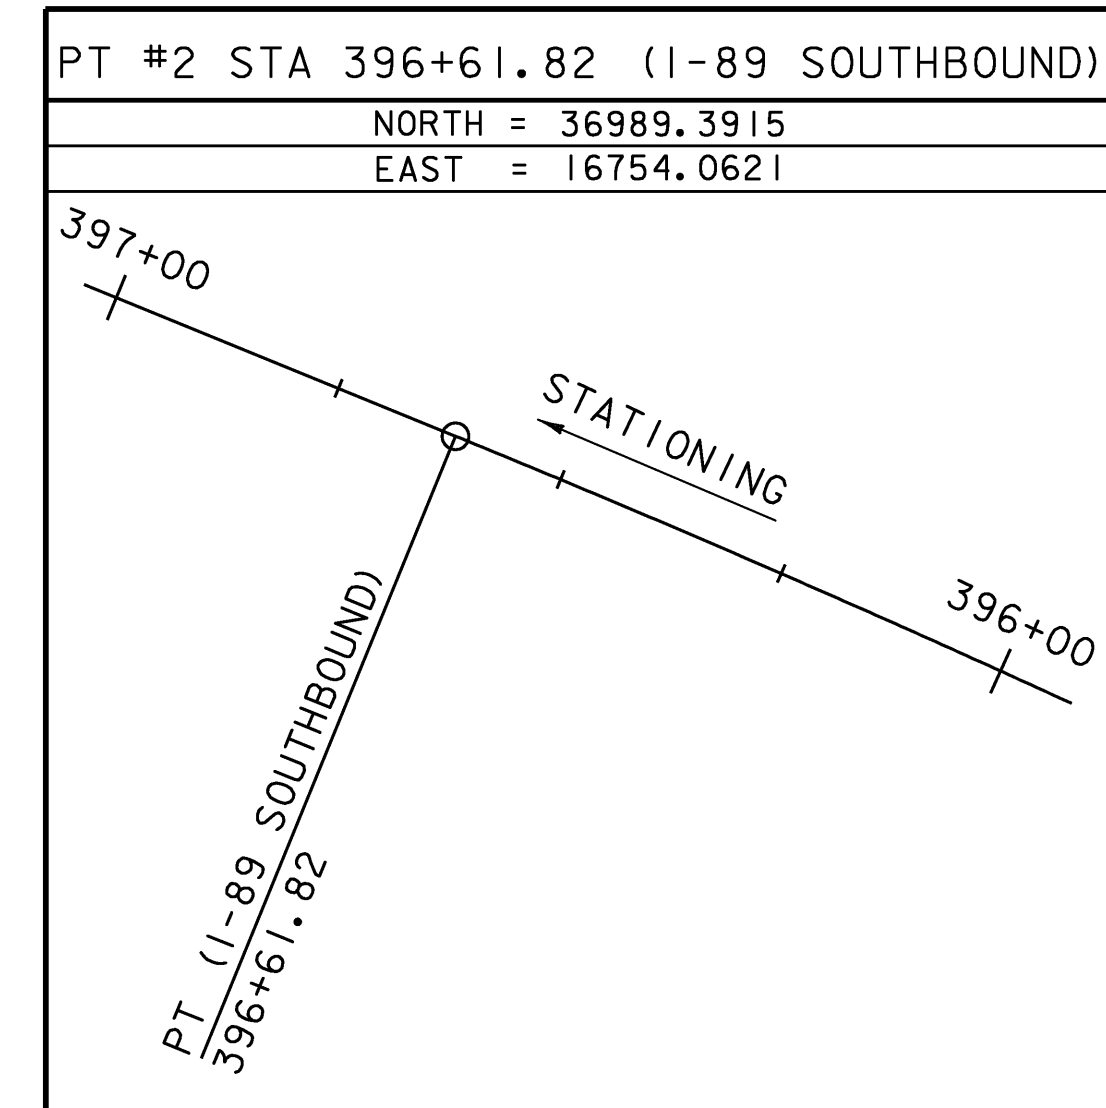 PT #2 STA 396+61.82 (I-89 SOUTHBOUND)
NORTH = 36989.3915
EAST = 16754.0621
397+00
STATIONING
396+00
PT (I-89 SOUTHBOUND)
396+61.82